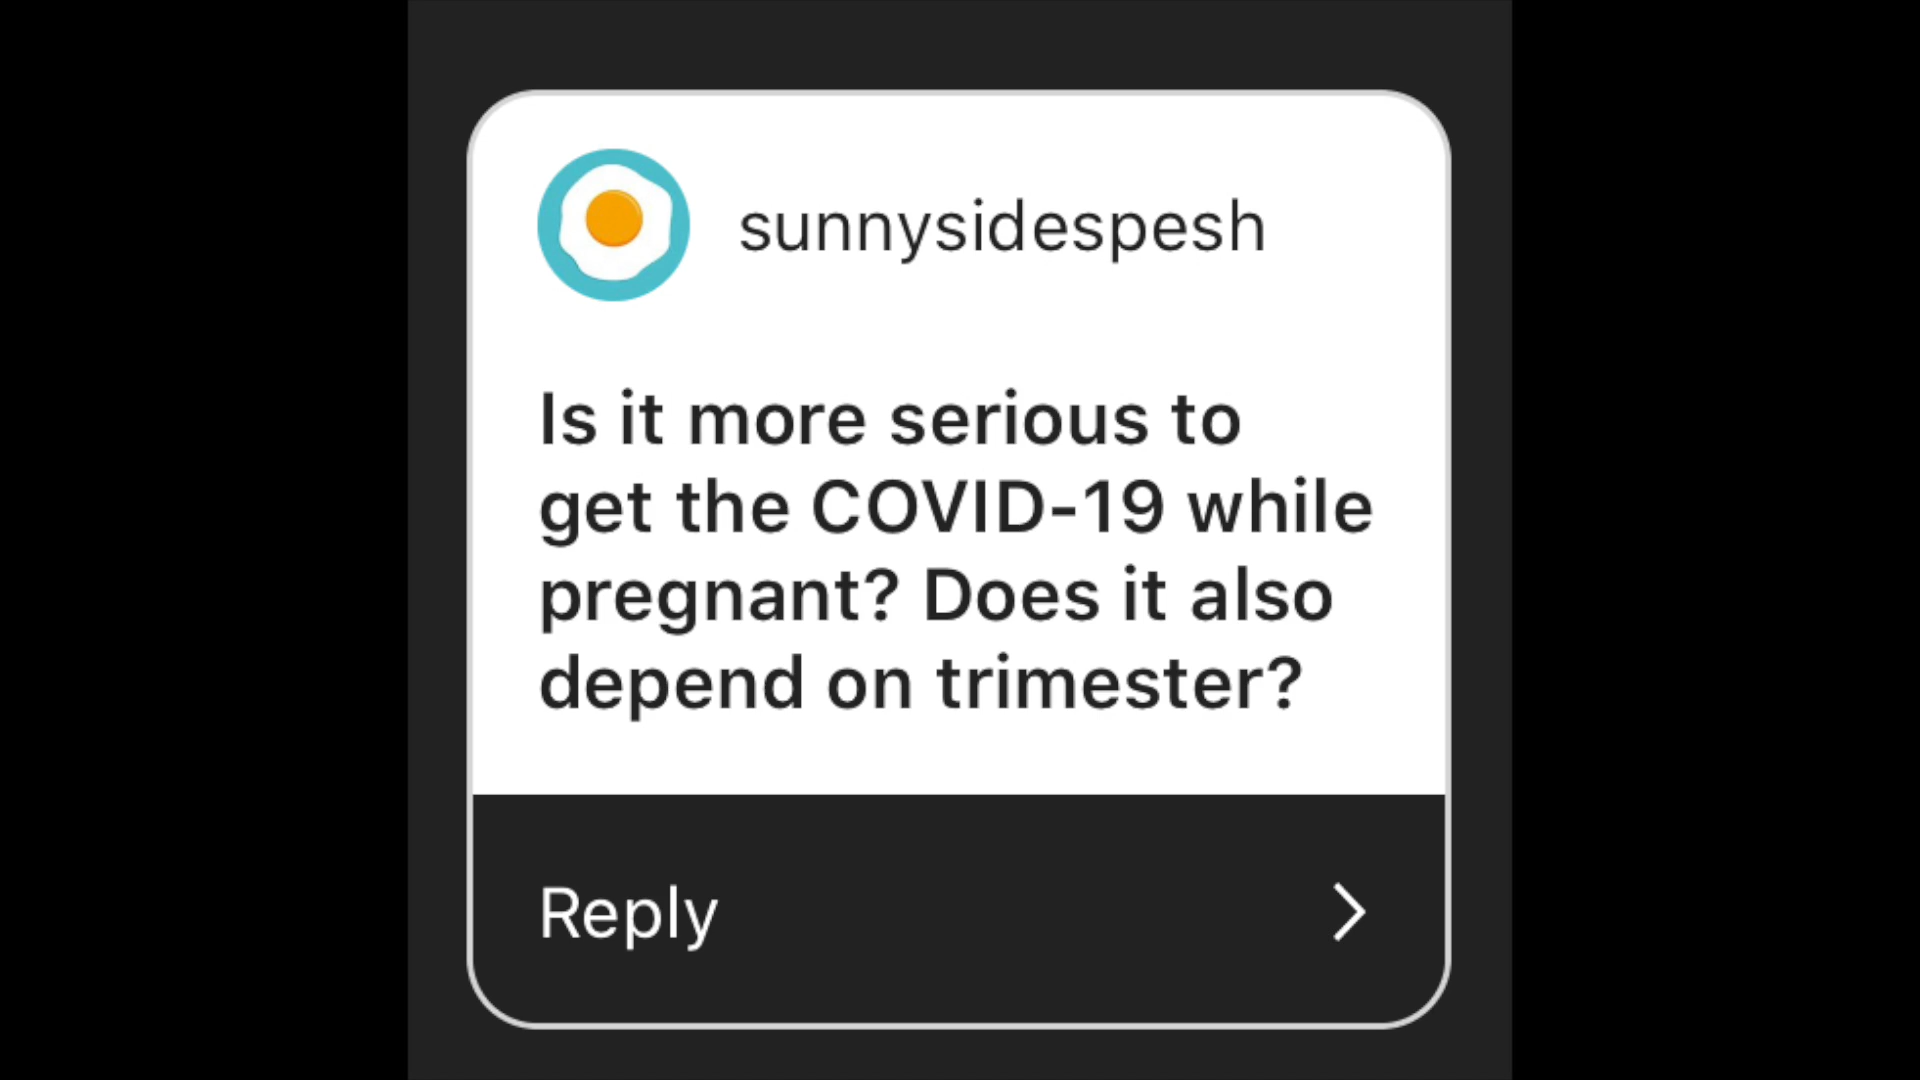 sunnysidespesh
Is it more serious to
get the COVID-19 while
pregnant? Does it also
depend on trimester?
Reply